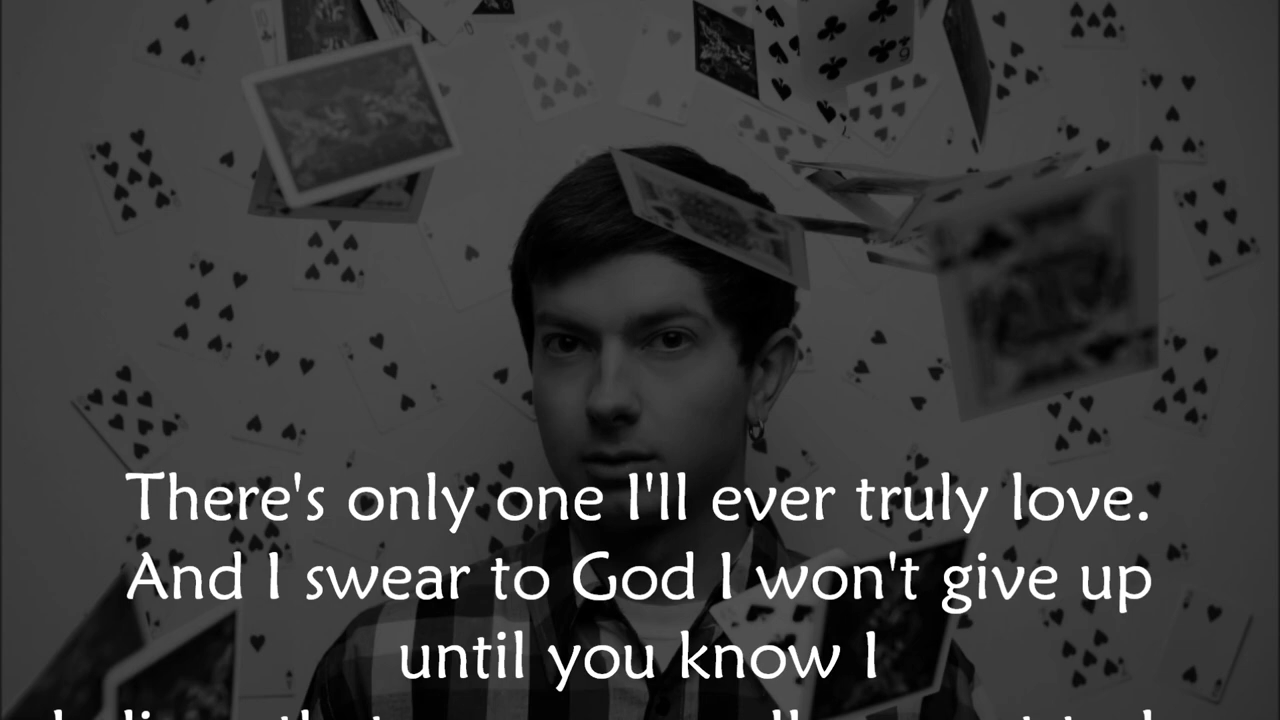 There's only one I'll ever truly love.
And I swear to God I won't give up
until you know I